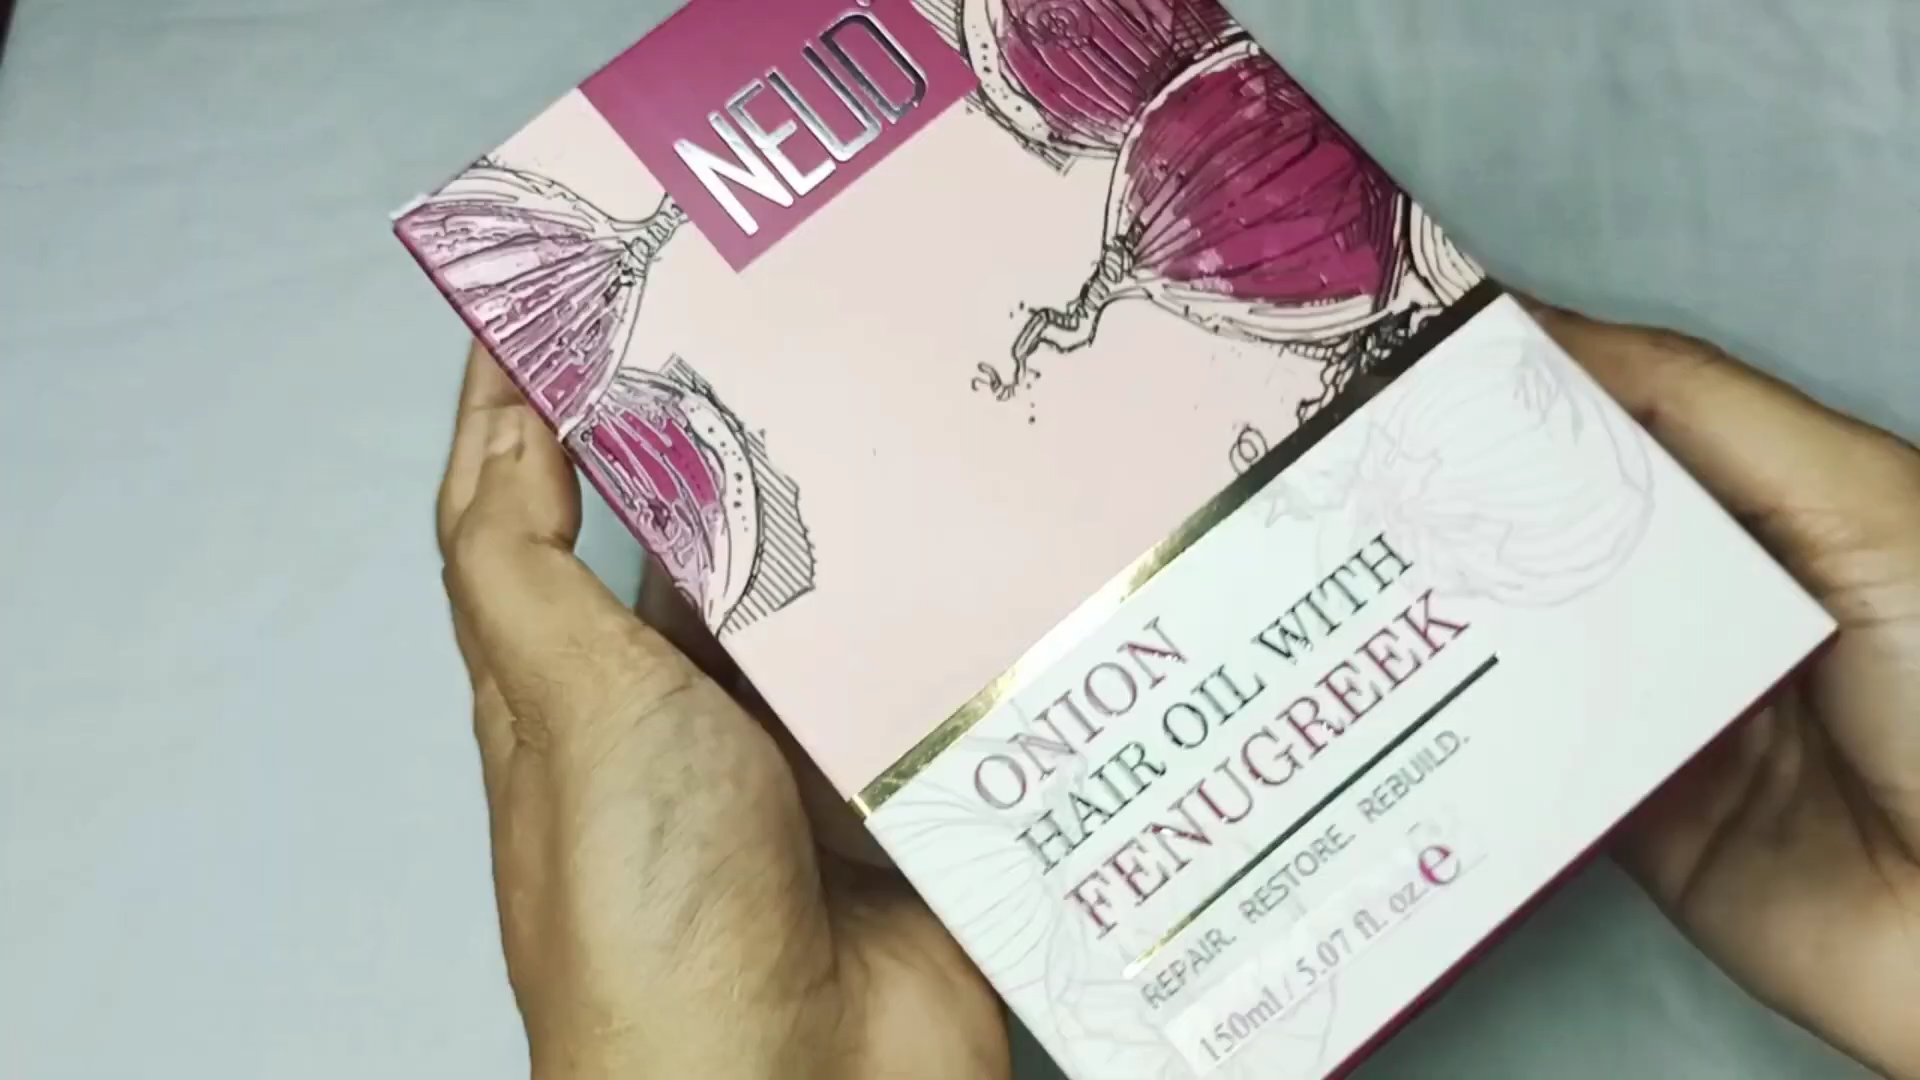 NEUD
ONION
HAIR OIL WITH
FENUGREEK
REPAIR. RESTORE. REBUILD.
150ml / 5.07 fl. oz e